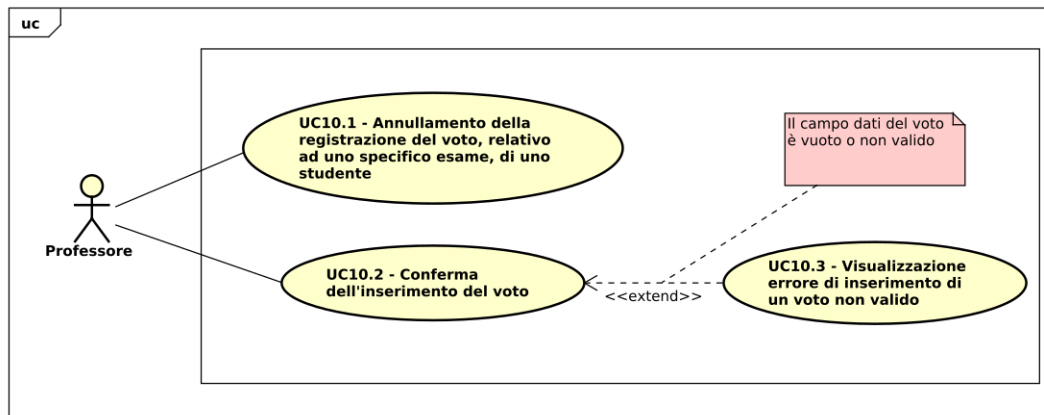 uc
UC10.1 - Annullamento della
registrazione del voto, relativo
ad uno specifico esame, di uno
studente
Il campo dati del voto
è vuoto o non valido
Professore
UC10.2 - Conferma
dell'inserimento del voto
<<extend>>
UC10.3 - Visualizzazione
errore di inserimento di
un voto non valido